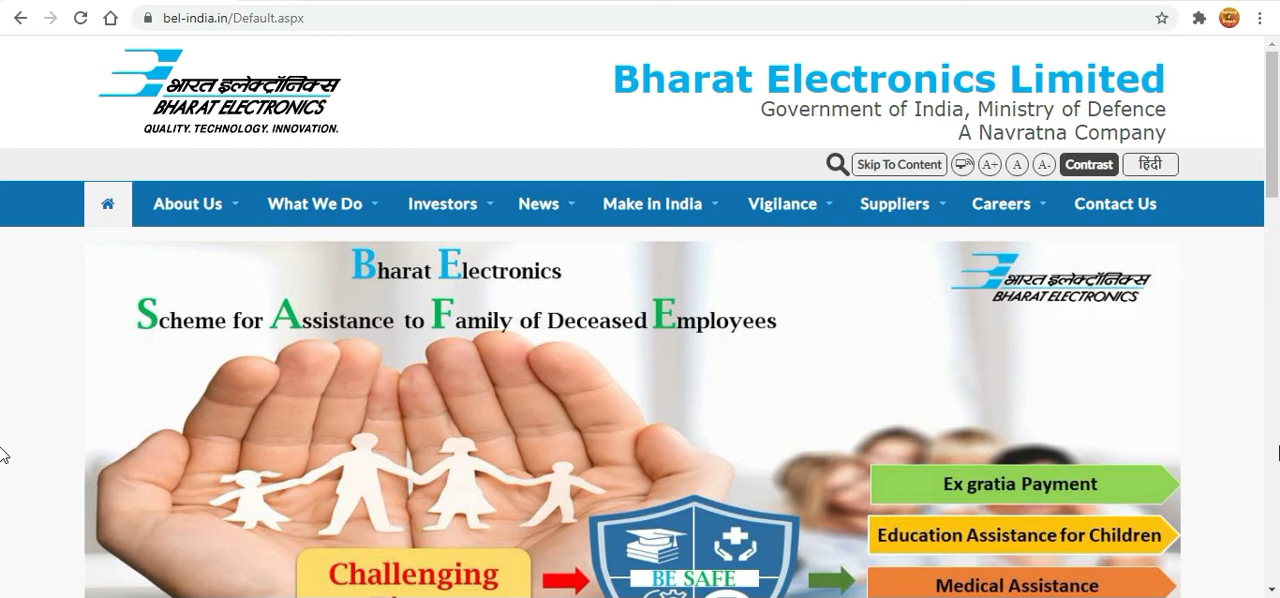 bel-india.in/Default.aspx
भारत इलेक्ट्रॉनिक्स
BHARAT ELECTRONICS
QUALITY. TECHNOLOGY. INNOVATION.
Bharat Electronics Limited
Government of India, Ministry of Defence
A Navratna Company
Skip To Content A+ A A- Contrast हिंदी
About Us What We Do Investors News Make in India Vigilance Suppliers Careers Contact Us
Bharat Electronics
Scheme for Assistance to Family of Deceased Employees
भारत इलेक्ट्रॉनिक्स
BHARAT ELECTRONICS
Ex gratia Payment
Education Assistance for Children
Challenging
BE SAFE
Medical Assistance